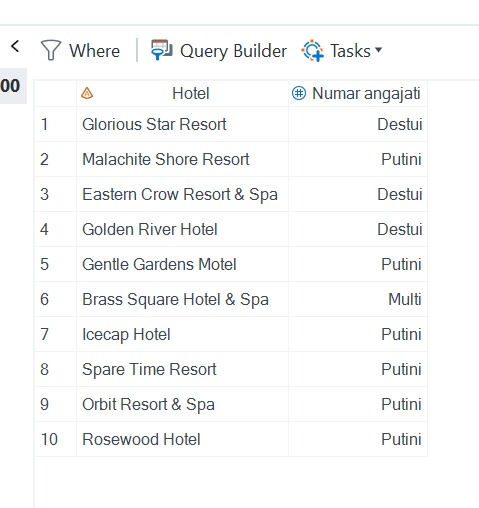 < Where Query Builder Tasks
00
Hotel Numar angajati
1 Glorious Star Resort Destui
2 Malachite Shore Resort Putini
3 Eastern Crow Resort & Spa Destui
4 Golden River Hotel Destui
5 Gentle Gardens Motel Putini
6 Brass Square Hotel & Spa Multi
7 Icecap Hotel Putini
8 Spare Time Resort Putini
9 Orbit Resort & Spa Putini
10 Rosewood Hotel Putini